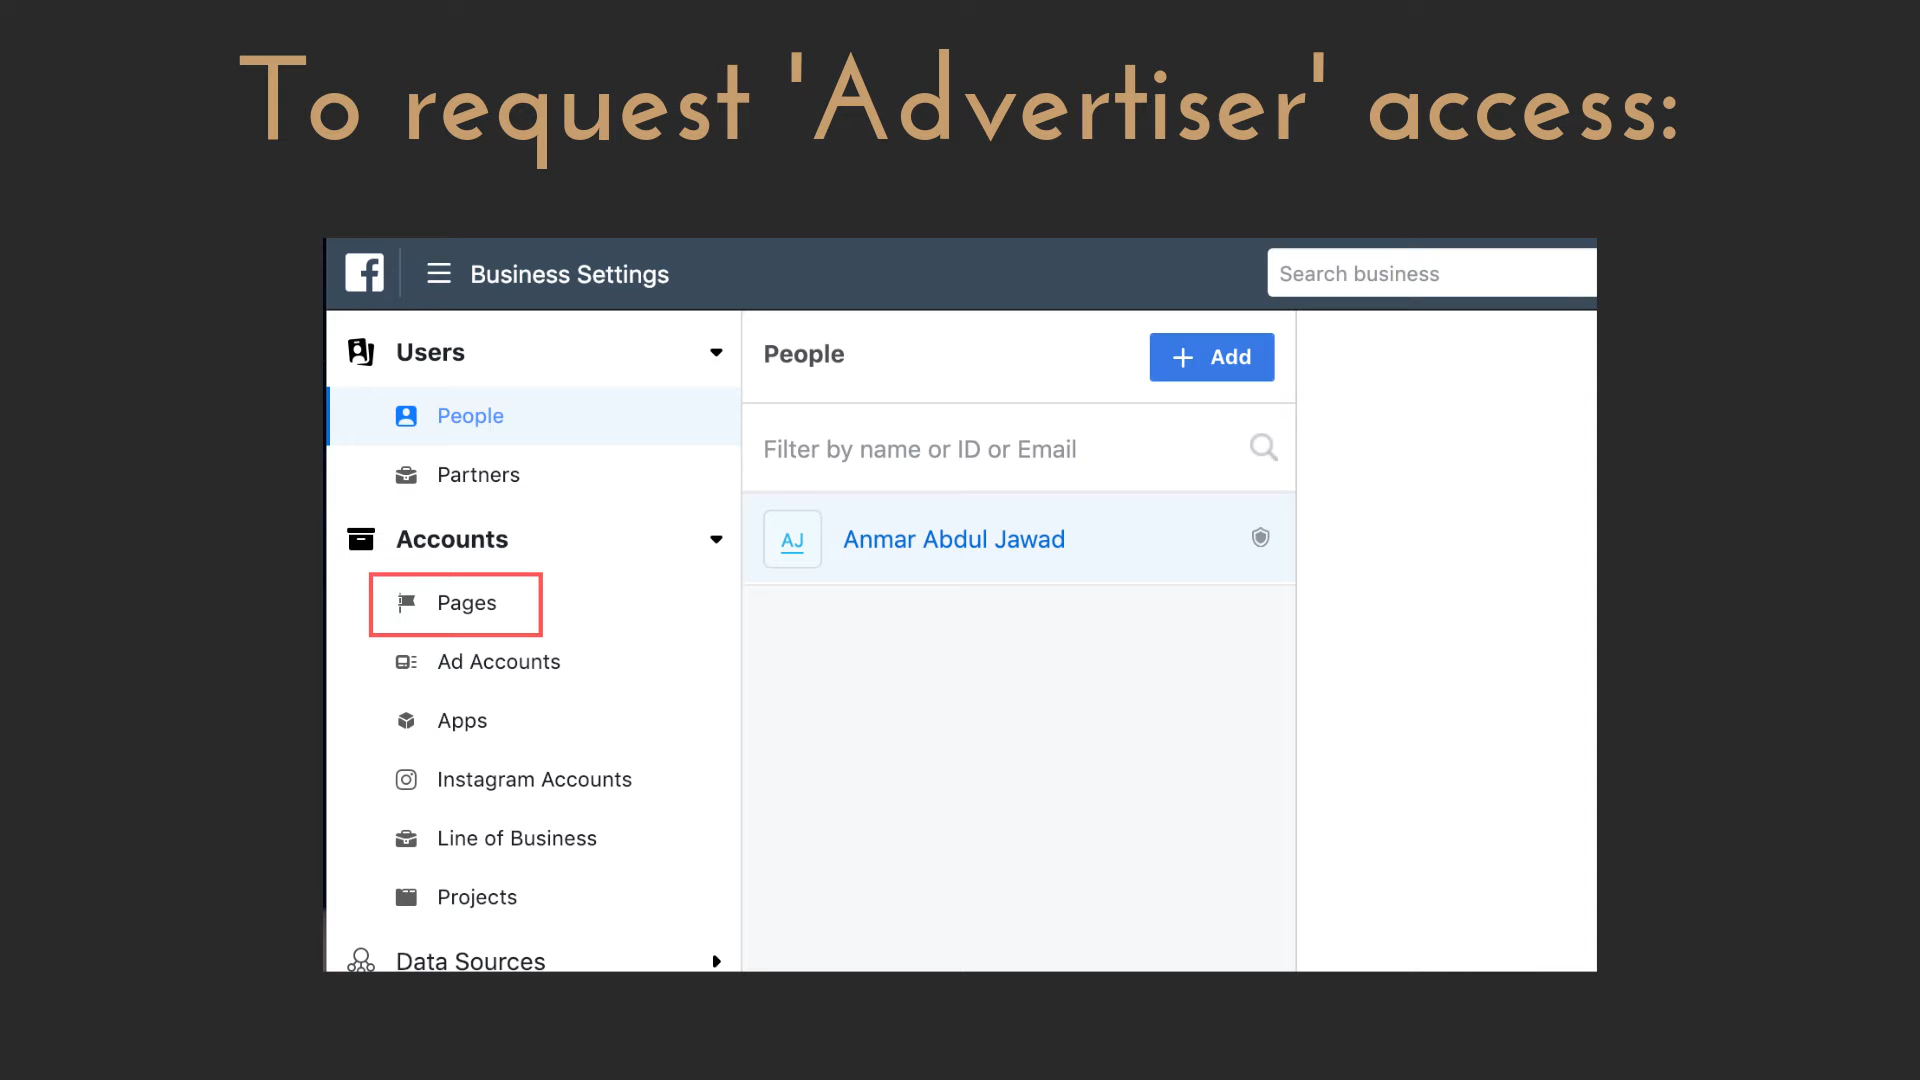 To request 'Advertiser' access:
Business Settings
Search business
Users
People
Partners
Accounts
Pages
Ad Accounts
Apps
Instagram Accounts
Line of Business
Projects
Data Sources
People
+ Add
Filter by name or ID or Email
AJ Anmar Abdul Jawad